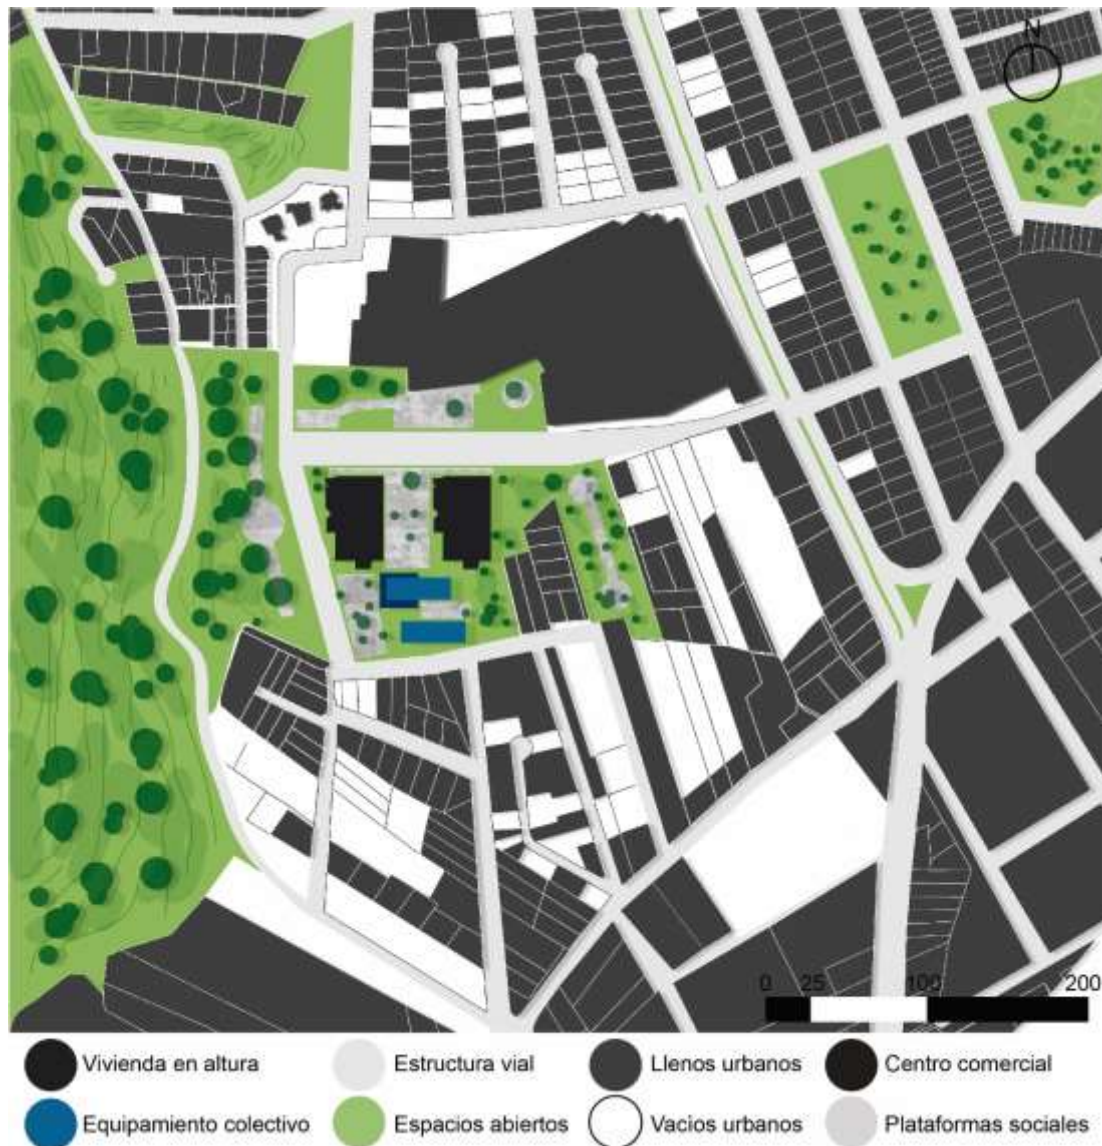 N
0 25 100 200
Vivienda en altura Estructura vial Llenos urbanos Centro comercial
Equipamiento colectivo Espacios abiertos Vacios urbanos Plataformas sociales